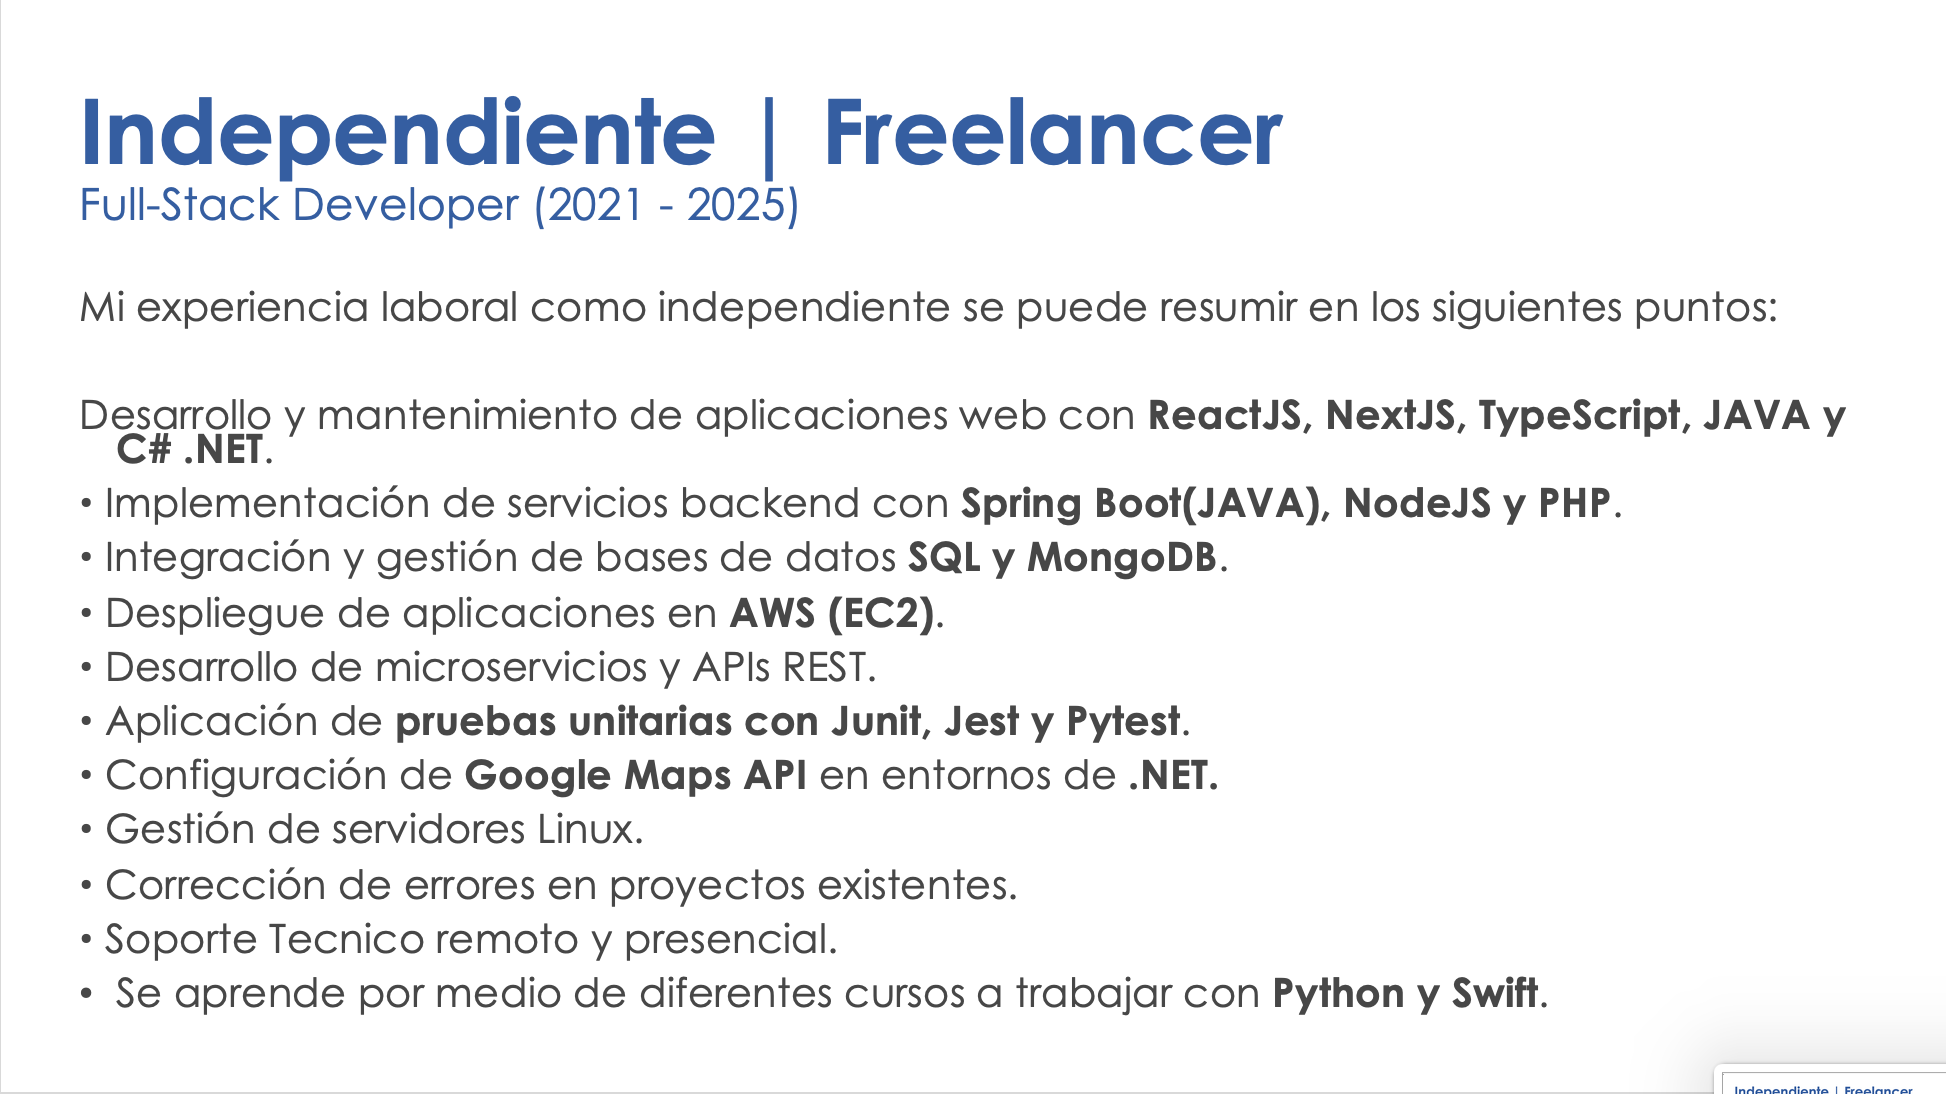 Independiente | Freelancer
Full-Stack Developer (2021 - 2025)
Mi experiencia laboral como independiente se puede resumir en los siguientes puntos:
Desarrollo y mantenimiento de aplicaciones web con ReactJS, NextJS, TypeScript, JAVA y
C# .NET.
• Implementación de servicios backend con Spring Boot(JAVA), NodeJS y PHP.
• Integración y gestión de bases de datos SQL y MongoDB.
• Despliegue de aplicaciones en AWS (EC2).
• Desarrollo de microservicios y APIs REST.
• Aplicación de pruebas unitarias con Junit, Jest y Pytest.
• Configuración de Google Maps API en entornos de .NET.
• Gestión de servidores Linux.
• Corrección de errores en proyectos existentes.
• Soporte Tecnico remoto y presencial.
• Se aprende por medio de diferentes cursos a trabajar con Python y Swift.
Independiente | Freelancer